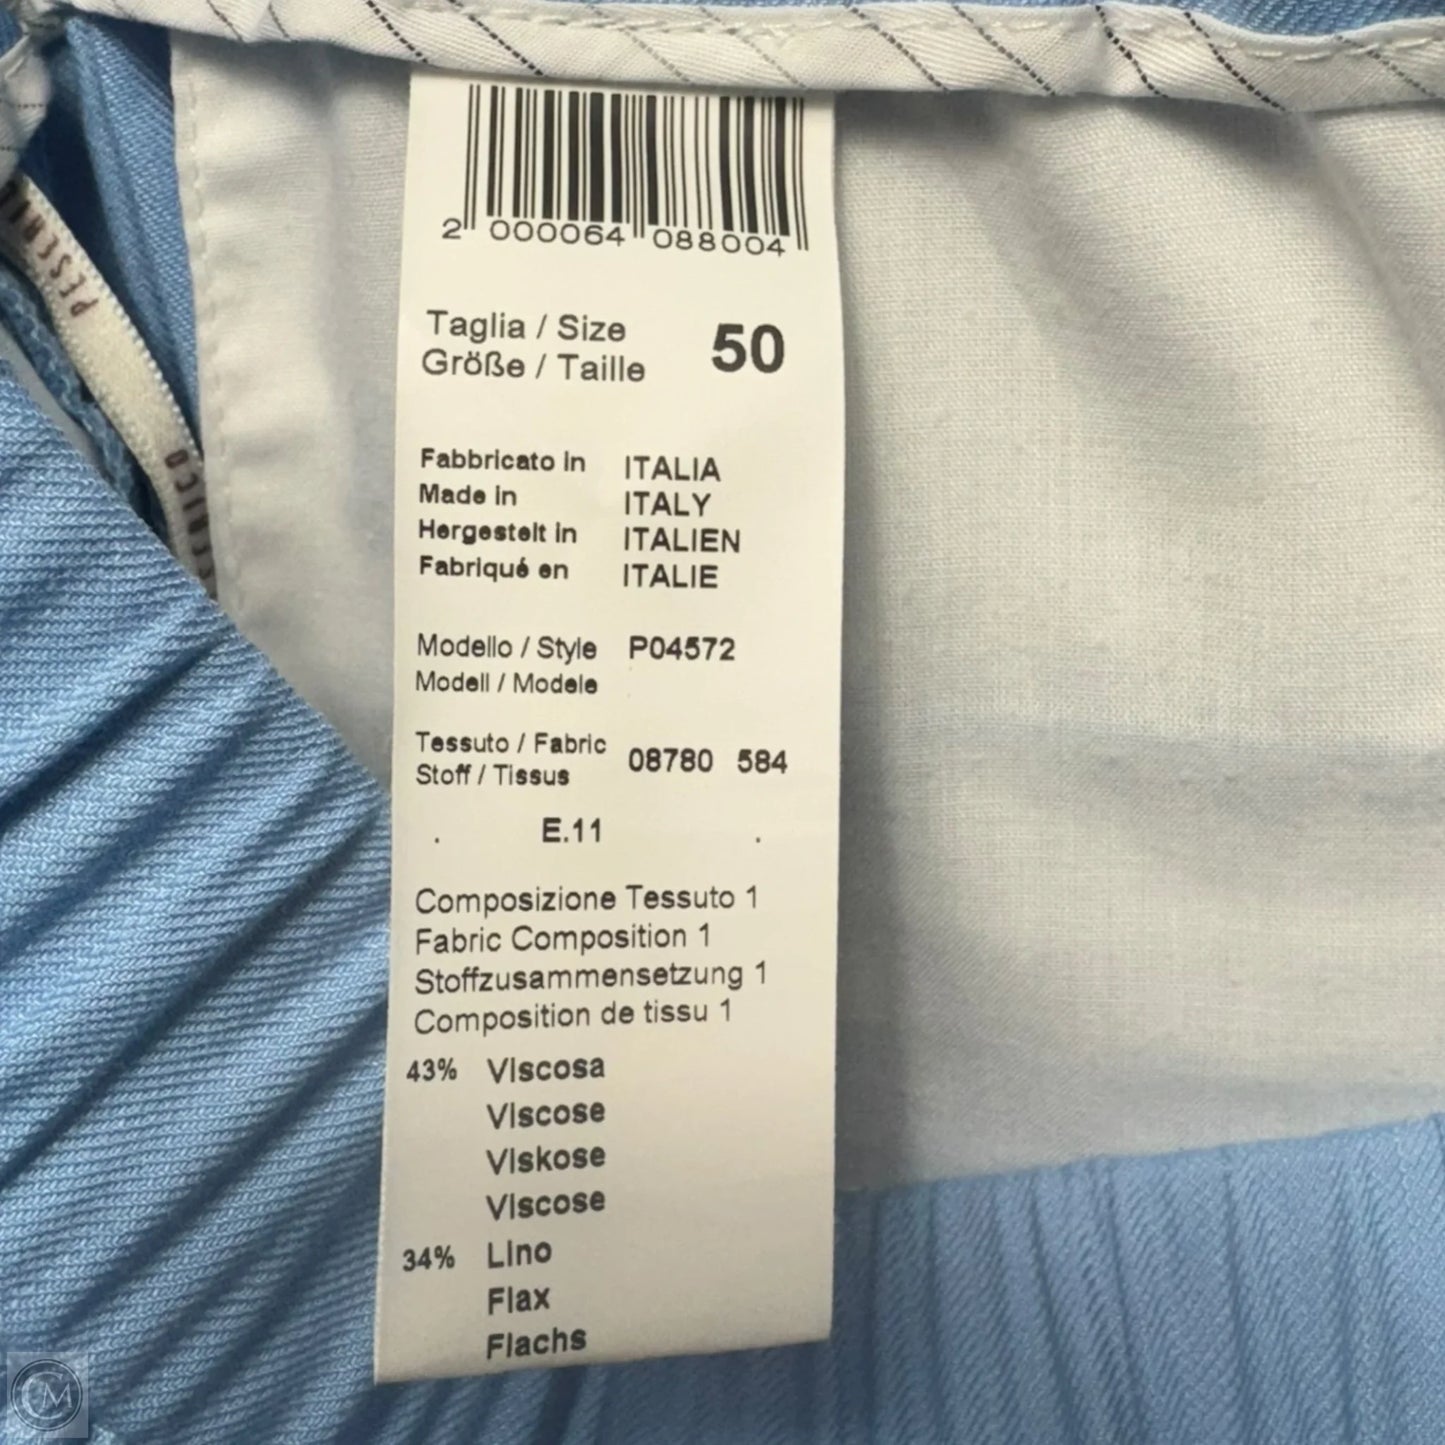 2 000064 088004
Taglia / Size 50
Größe / Taille
Fabbricato in ITALIA
Made in ITALY
Hergestelt in ITALIEN
Fabriqué en ITALIE
Modello / Style P04572
Modell / Modele
Tessuto / Fabric 08780 584
Stoff / Tissus
. E.11 .
Composizione Tessuto 1
Fabric Composition 1
Stoffzusammensetzung 1
Composition de tissu 1
43% Viscosa
Viscose
Viskose
Viscose
34% Lino
Flax
Flachs
CM